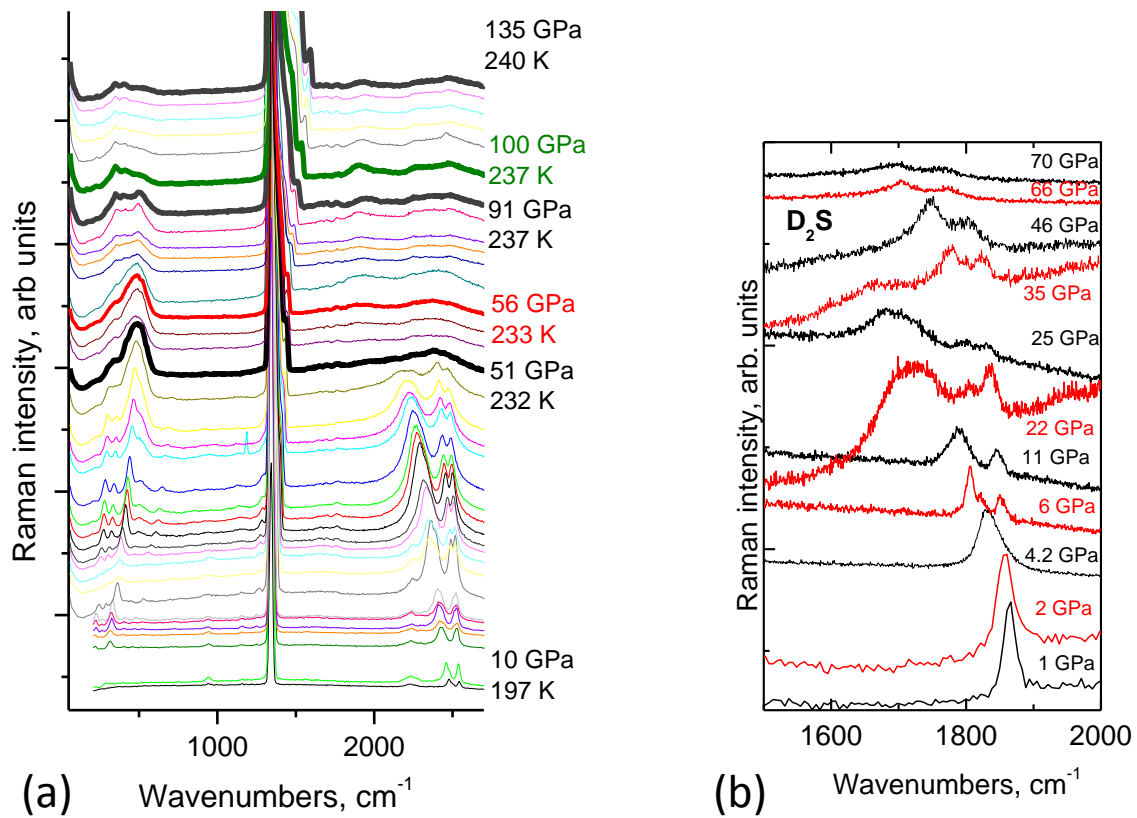 135 GPa
240 K
100 GPa
237 K
91 GPa
237 K
56 GPa
233 K
51 GPa
232 K
10 GPa
197 K
Raman intensity, arb units
1000
2000
Wavenumbers, cm⁻¹
(a)
70 GPa
66 GPa
D₂S
46 GPa
35 GPa
25 GPa
22 GPa
11 GPa
6 GPa
4.2 GPa
2 GPa
1 GPa
Raman intensity, arb. units
1600
1800
2000
Wavenumbers, cm⁻¹
(b)